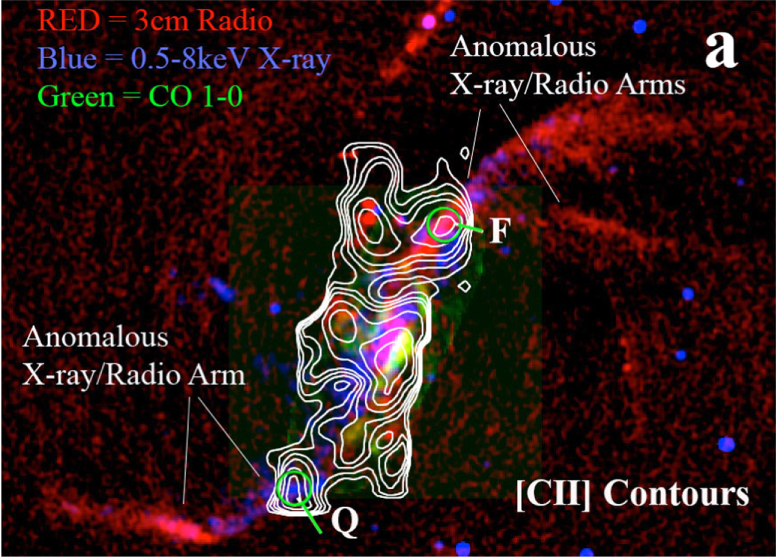 RED = 3cm Radio
Blue = 0.5-8keV X-ray
Green = CO 1-0
Anomalous
X-ray/Radio Arms
a
F
Anomalous
X-ray/Radio Arm
[CII] Contours
Q